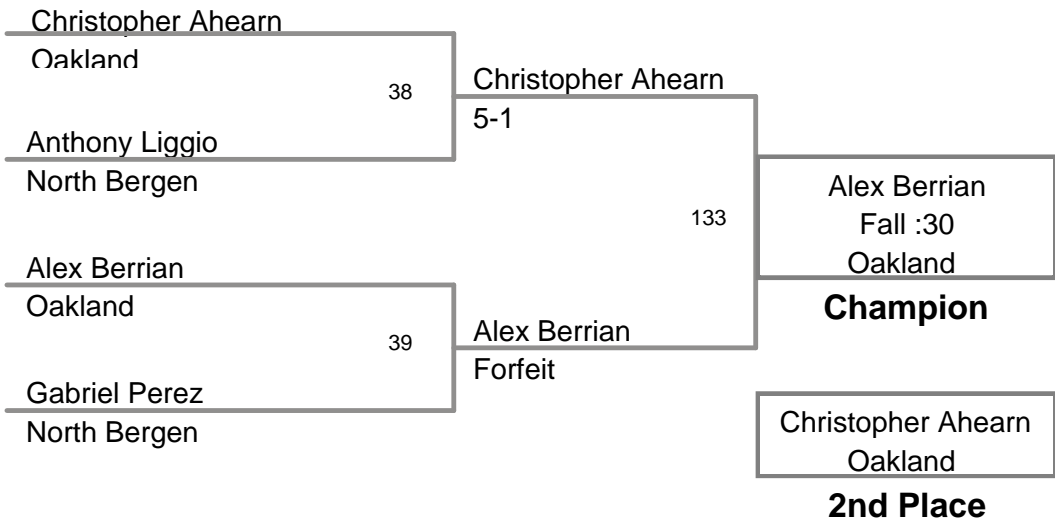 Christopher Ahearn
Oakland
38
Anthony Liggio
North Bergen
Alex Berrian
Oakland
39
Gabriel Perez
North Bergen
Christopher Ahearn
5-1
133
Alex Berrian
Forfeit
Alex Berrian
Fall :30
Oakland
Champion
Christopher Ahearn
Oakland
2nd Place